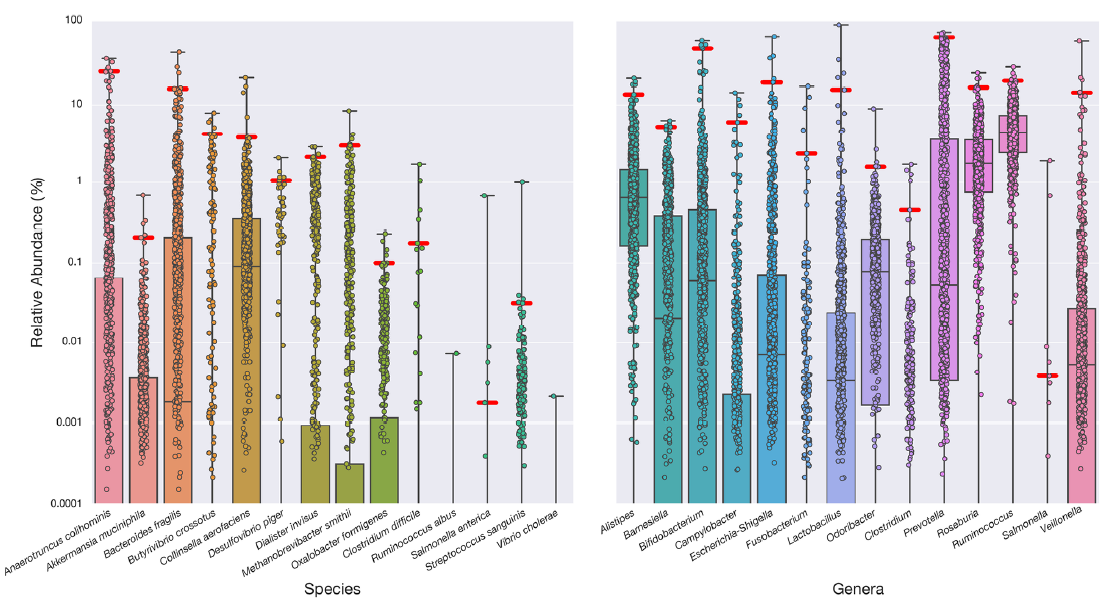 Relative Abundance (%)
100
10
1
0.1
0.01
0.001
0.0001
Anaerotruncus colihominis
Akkermansia muciniphila
Bacteroides fragilis
Butyrivibrio crossotus
Collinsella aerofaciens
Desulfovibrio piger
Dialister invisus
Methanobrevibacter smithii
Oxalobacter formigenes
Clostridium difficile
Ruminococcus albus
Salmonella enterica
Streptococcus sanguinis
Vibrio cholerae
Species
Alistipes
Barnesiella
Bifidobacterium
Campylobacter
Escherichia-Shigella
Fusobacterium
Lactobacillus
Odoribacter
Clostridium
Prevotella
Roseburia
Ruminococcus
Salmonella
Veillonella
Genera